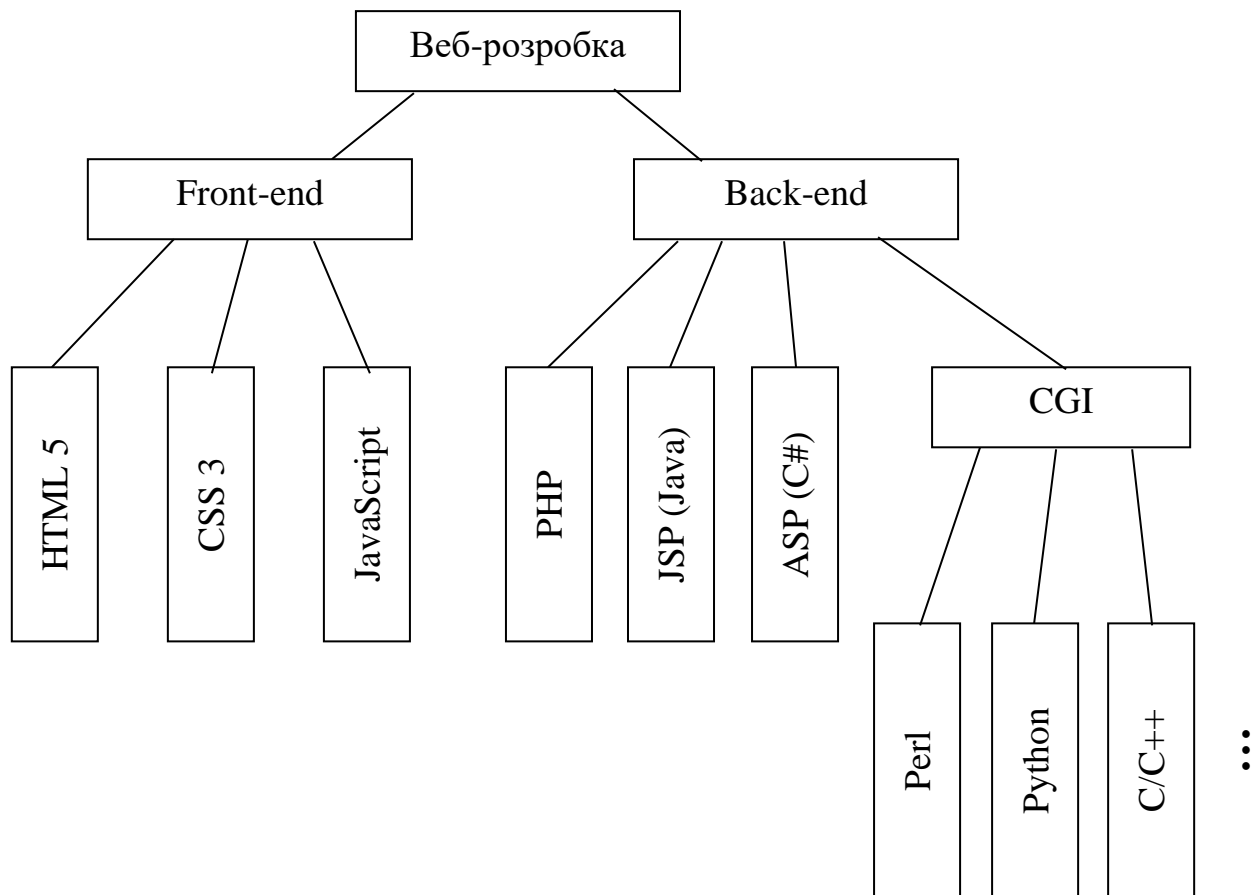 Веб-розробка
Front-end
Back-end
HTML 5
CSS 3
JavaScript
PHP
JSP (Java)
ASP (C#)
CGI
Perl
Python
C/C++
...